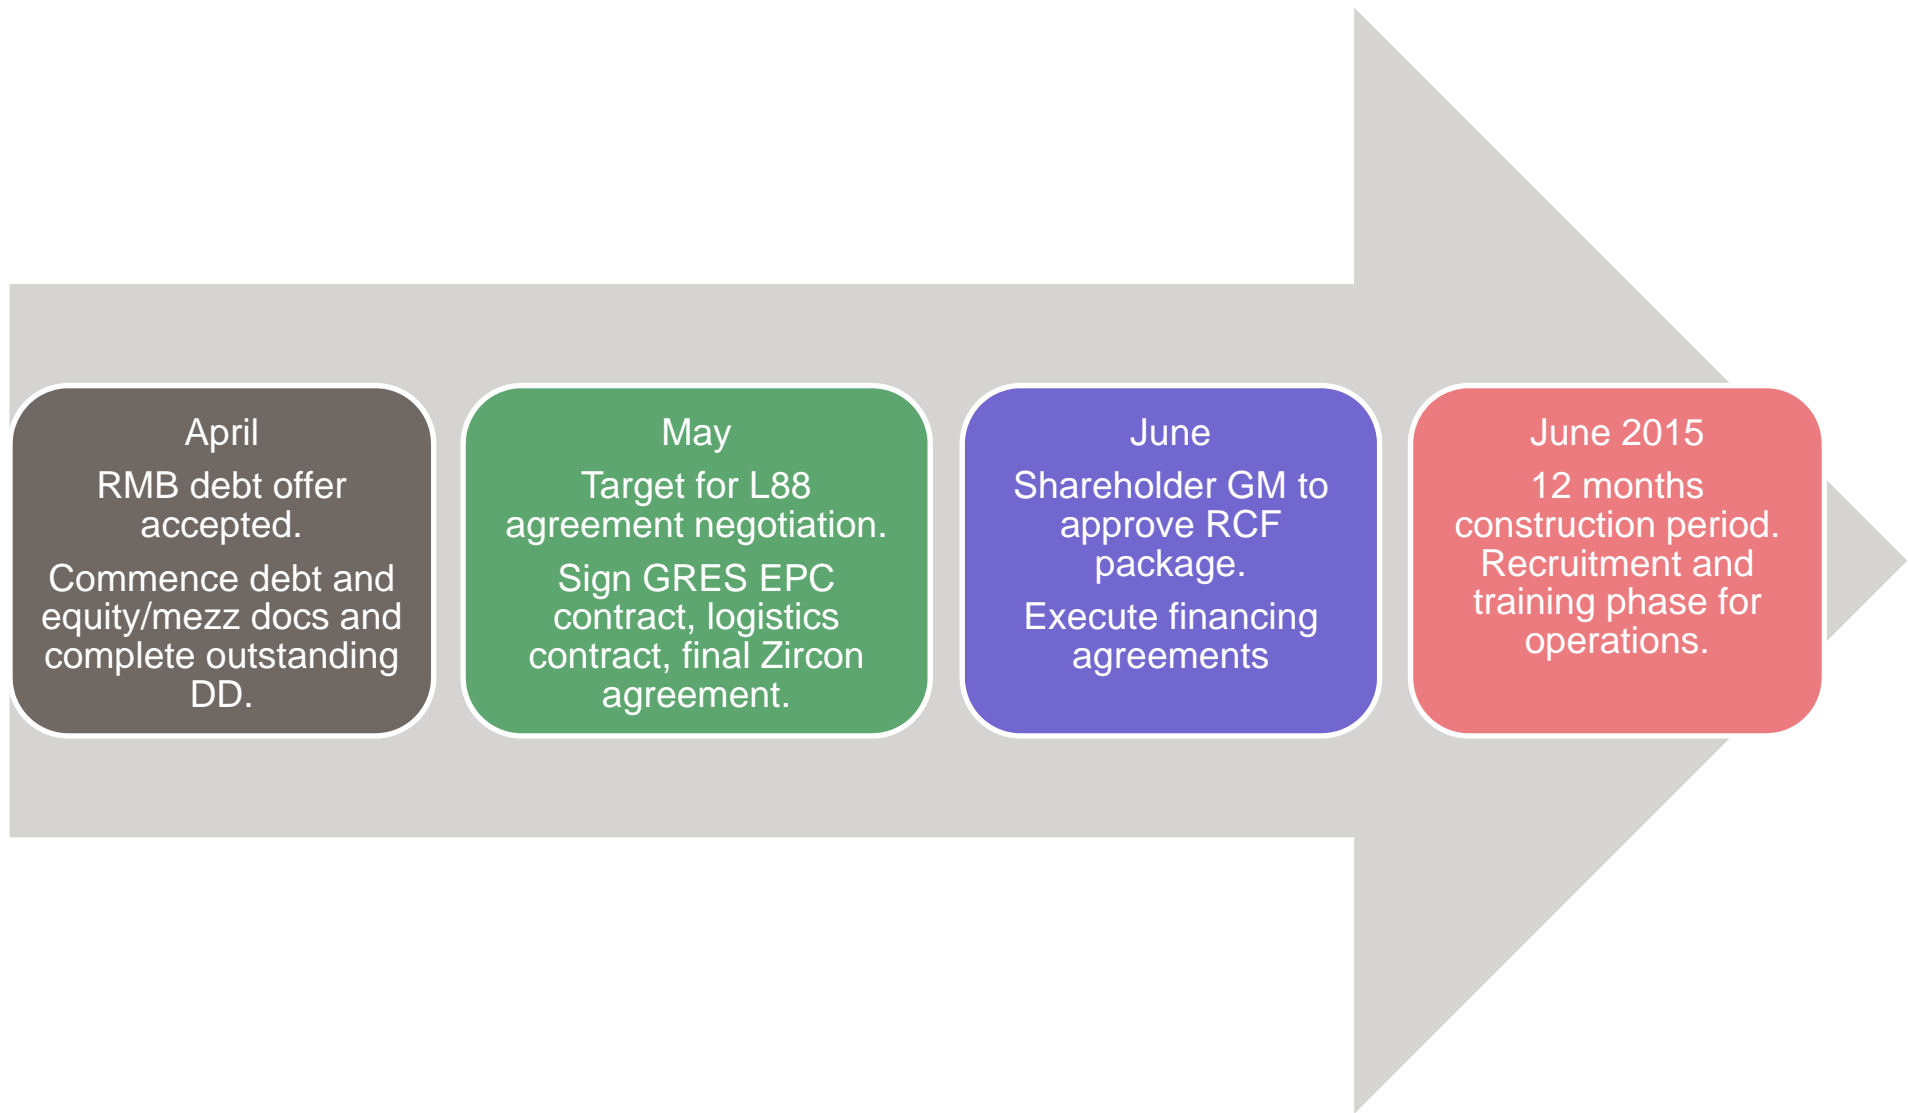 April
RMB debt offer
accepted.
Commence debt and
equity/mezz docs and
complete outstanding
DD.
May
Target for L88
agreement negotiation.
Sign GRES EPC
contract, logistics
contract, final Zircon
agreement.
June
Shareholder GM to
approve RCF
package.
Execute financing
agreements
June 2015
12 months
construction period.
Recruitment and
training phase for
operations.